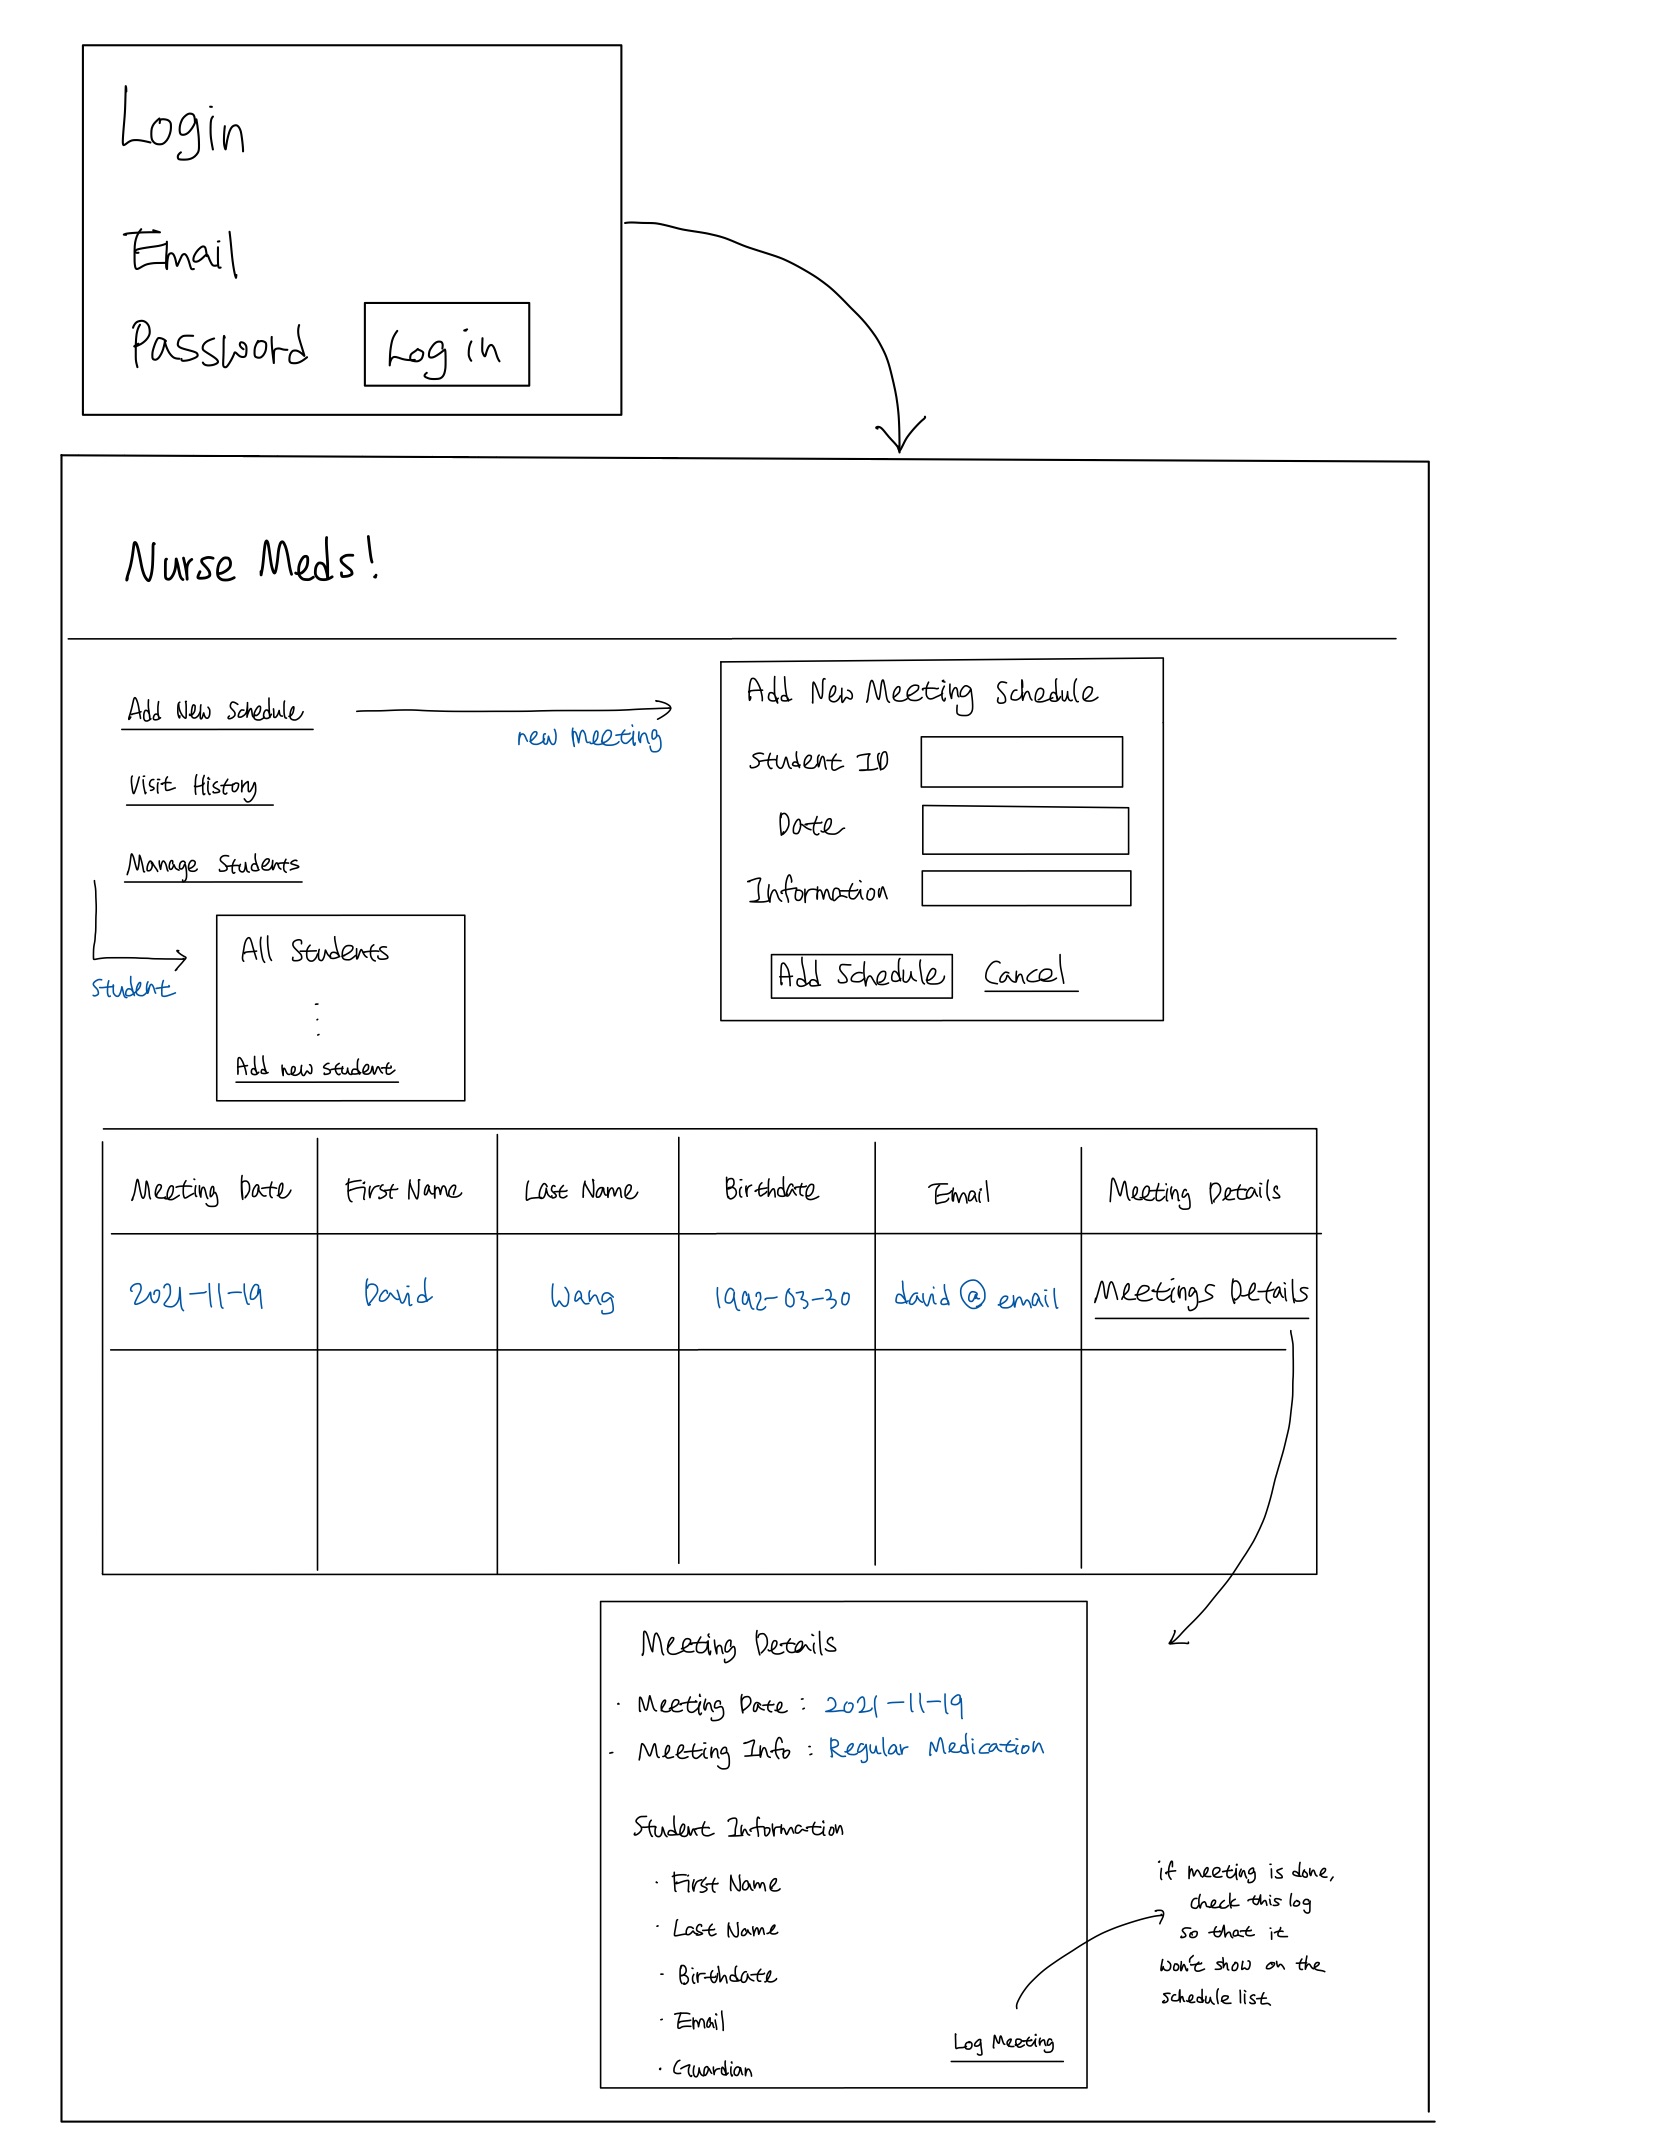 Login
Email
Password
Log in
Nurse Meds!
Add New Schedule
new meeting
Visit History
Manage Students
student
All Students
Add new student
Add New Meeting Schedule
Student ID
Date
Information
Add Schedule
Cancel
Meeting Date First Name Last Name Birthdate Email Meeting Details
2021-11-19 David Wang 1992-03-30 david @ email Meetings Details
Meeting Details
· Meeting Date : 2021-11-19
· Meeting Info : Regular Medication
Student Information
· First Name
· Last Name
· Birthdate
· Email
· Guardian
Log Meeting
if meeting is done,
check this log
so that it
won't show on the
schedule list